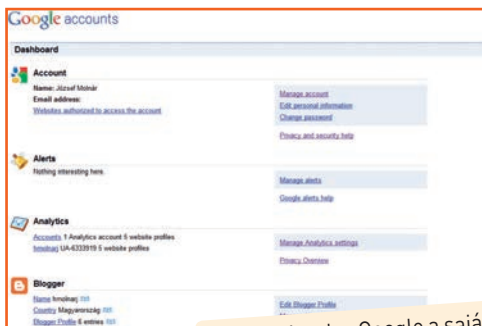 Google accounts
Dashboard
Account
Name: József Molnár
Email address:
Websites authorized to access the account
Manage account
Edit personal information
Change password
Privacy and security help
Alerts
Nothing interesting here.
Manage alerts
Google alerts help
Analytics
Accounts 1 Analytics account 5 website profiles
hmolnarj UA-6333919 5 website profiles
Manage Analytics settings
Privacy Overview
Blogger
Name hmolnarj
Country Magyarország
Blogger Profile 6 entries
Edit Blogger Profile
Google a saját